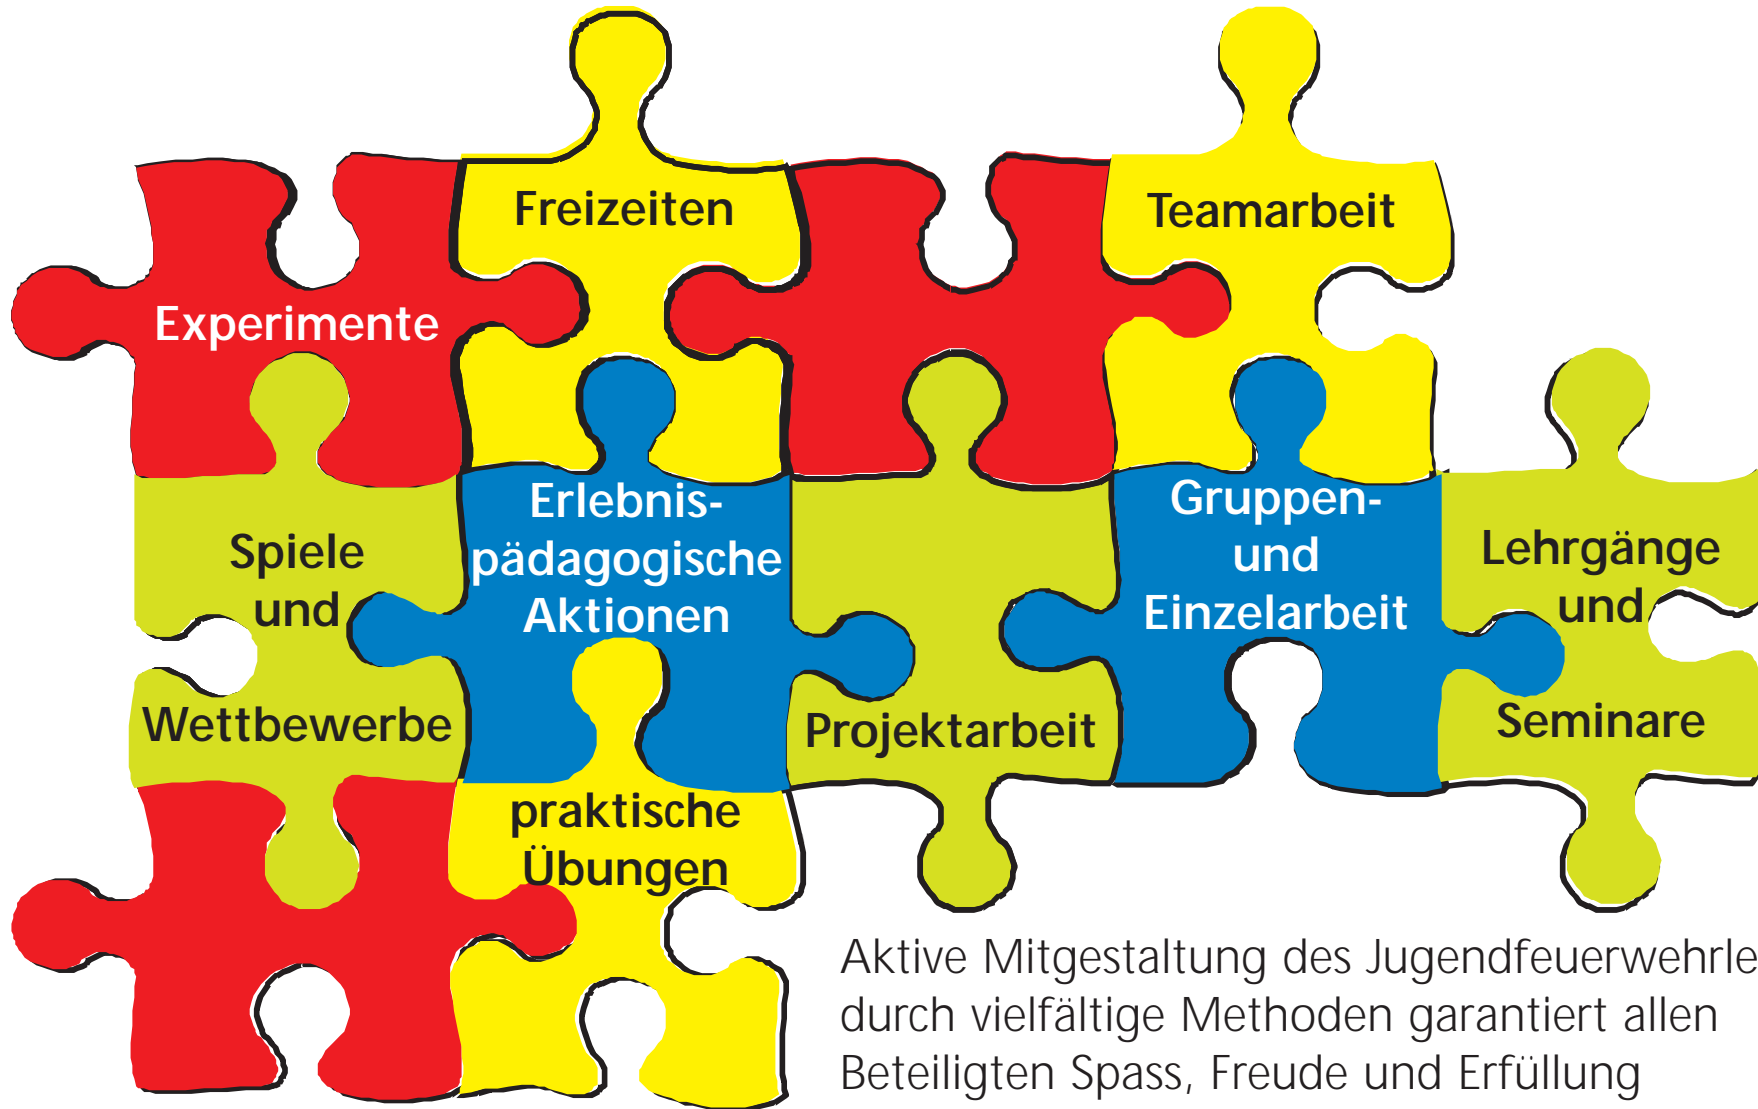 Freizeiten
Teamarbeit
Experimente
Erlebnis-
pädagogische
Aktionen
Gruppen-
und
Einzelarbeit
Spiele
und
Wettbewerbe
Projektarbeit
Lehrgänge
und
Seminare
praktische
Übungen
Aktive Mitgestaltung des Jugendfeuerwehrle
durch vielfältige Methoden garantiert allen
Beteiligten Spass, Freude und Erfüllung